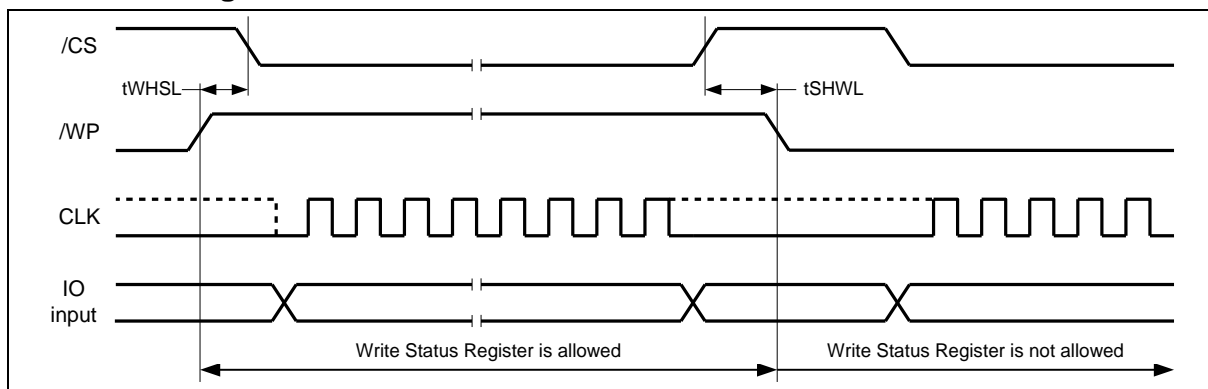 /CS
tWHSL
tSHWL
/WP
CLK
IO
input
Write Status Register is allowed
Write Status Register is not allowed